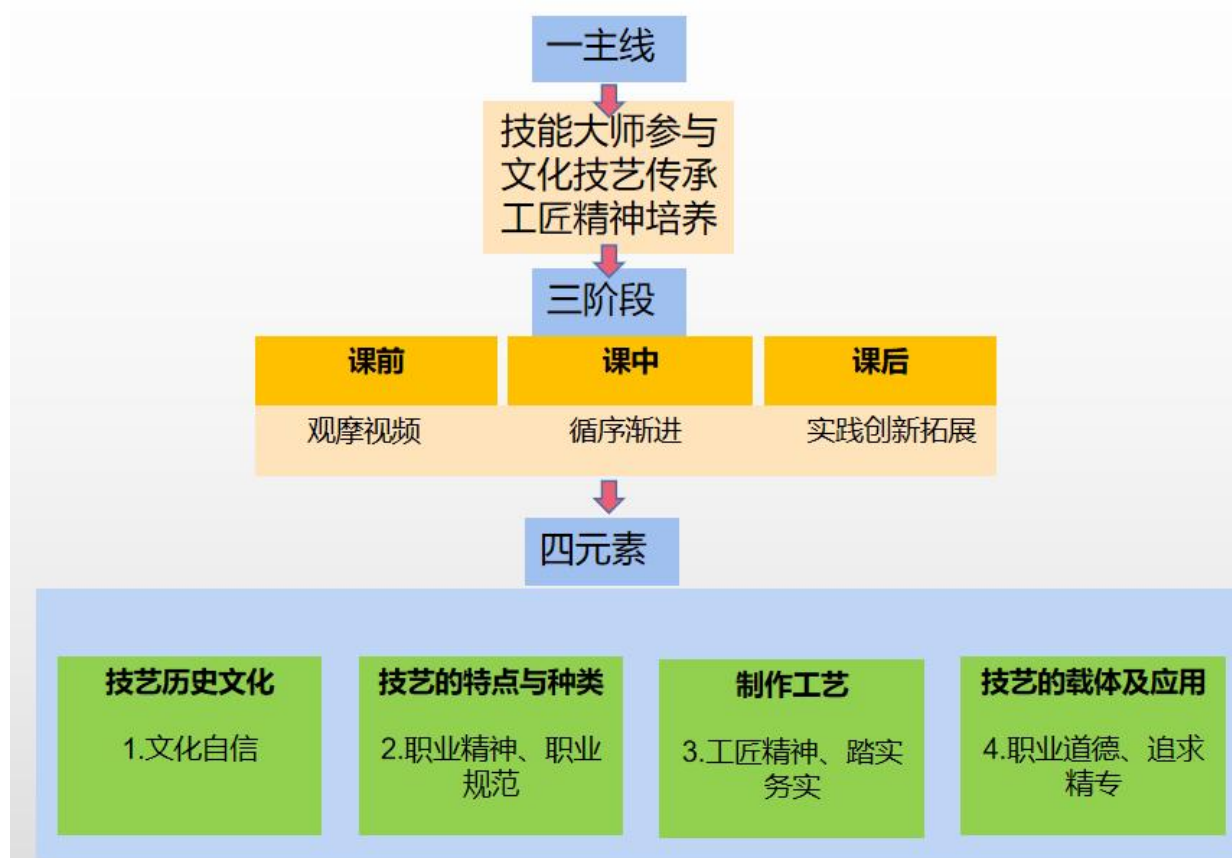 一主线
技能大师参与
文化技艺传承
工匠精神培养
三阶段
课前
课中
课后
观摩视频
循序渐进
实践创新拓展
四元素
技艺历史文化
1.文化自信
技艺的特点与种类
2.职业精神、职业
规范
制作工艺
3.工匠精神、踏实
务实
技艺的载体及应用
4.职业道德、追求
精专